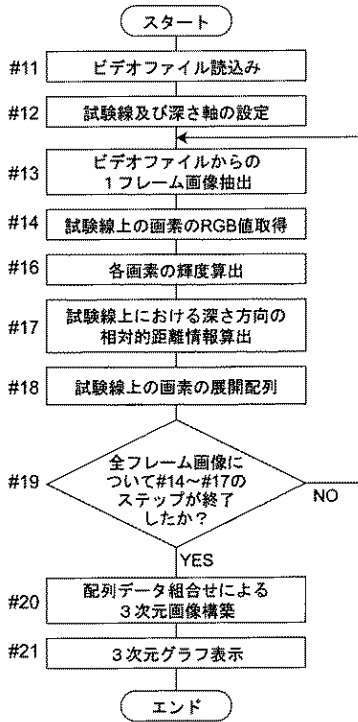 スタート
#11 ビデオファイル読込み
#12 試験線及び深さ軸の設定
#13 ビデオファイルからの
1フレーム画像抽出
#14 試験線上の画素のRGB値取得
#16 各画素の輝度算出
#17 試験線上における深さ方向の
相対的距離情報算出
#18 試験線上の画素の展開配列
#19 全フレーム画像に
ついて#14～#17の
ステップが終了
したか？
NO
YES
#20 配列データ組合せによる
3次元画像構築
#21 3次元グラフ表示
エンド